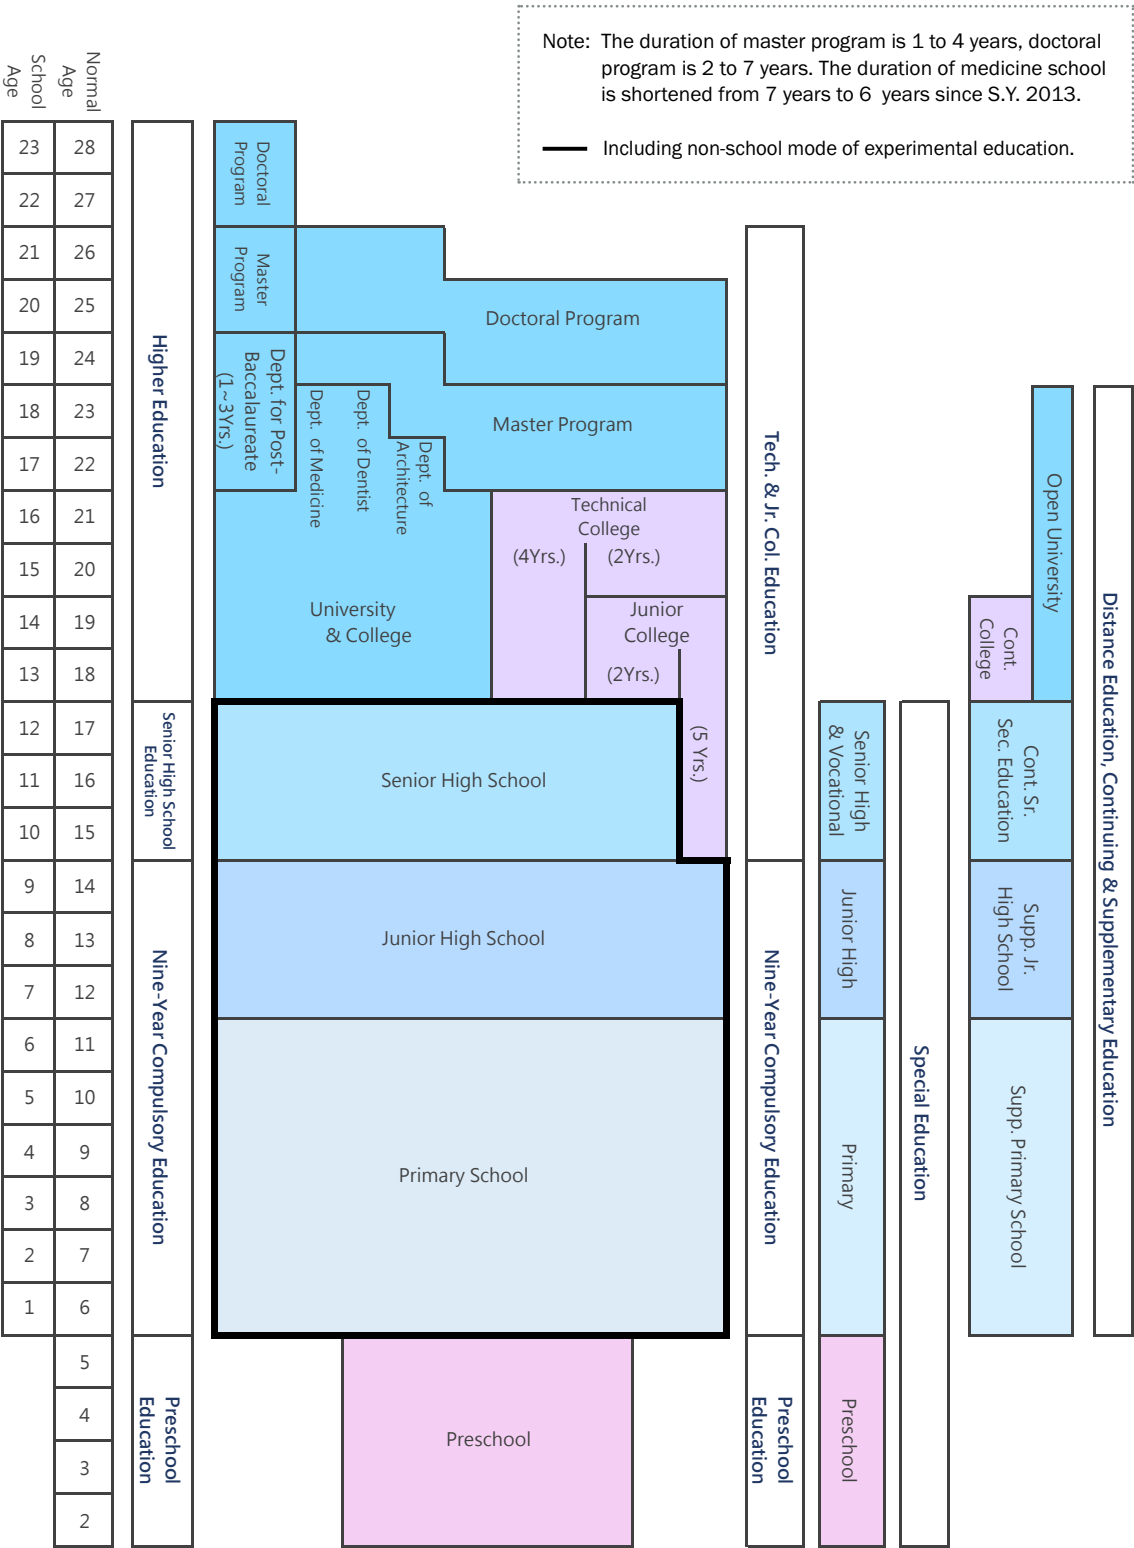 Note: The duration of master program is 1 to 4 years, doctoral
program is 2 to 7 years. The duration of medicine school
is shortened from 7 years to 6 years since S.Y. 2013.
Including non-school mode of experimental education.
School
Age
Normal
Age
23 28
22 27
21 26
20 25
19 24
18 23
17 22
16 21
15 20
14 19
13 18
12 17
11 16
10 15
9 14
8 13
7 12
6 11
5 10
4 9
3 8
2 7
1 6
5
4
3
2
Higher Education
Senior High School
Education
Nine-Year Compulsory Education
Preschool
Education
Doctoral
Program
Master
Program
Dept. for Post-
Baccalaureate
(1~3Yrs.)
Dept. of Medicine
Dept. of Dentist
Dept. of
Architecture
Doctoral Program
Master Program
University
& College
Technical
College
(4Yrs.)
(2Yrs.)
Junior
College
(2Yrs.)
(5 Yrs.)
Senior High School
Junior High School
Primary School
Preschool
Tech. & Jr. Col. Education
Nine-Year Compulsory Education
Preschool
Education
Senior High
& Vocational
Junior High
Primary
Preschool
Special Education
Open University
Cont.
College
Cont. Sr.
Sec. Education
Supp. Jr.
High School
Supp. Primary School
Distance Education, Continuing & Supplementary Education